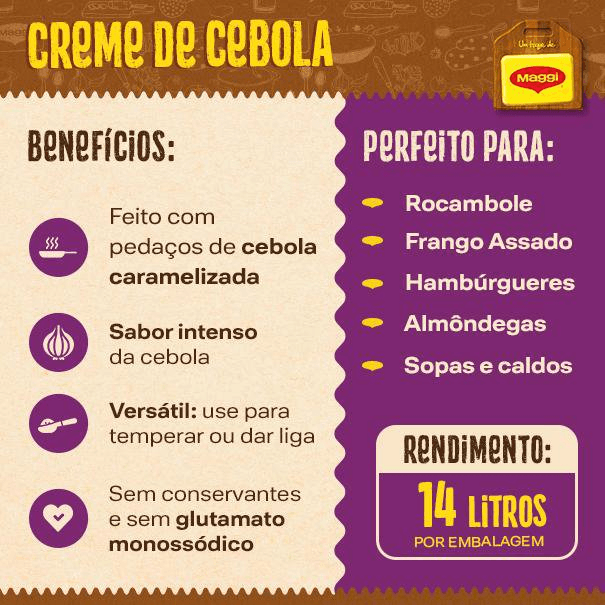 CREME DE CEBOLA
Um toque de
Maggi
BENEFÍCIOS:
Feito com
pedaços de cebola
caramelizada
Sabor intenso
da cebola
Versátil: use para
temperar ou dar liga
Sem conservantes
e sem glutamato
monossódico
PERFEITO PARA:
Rocambole
Frango Assado
Hambúrgueres
Almôndegas
Sopas e caldos
RENDIMENTO:
14 LITROS
POR EMBALAGEM